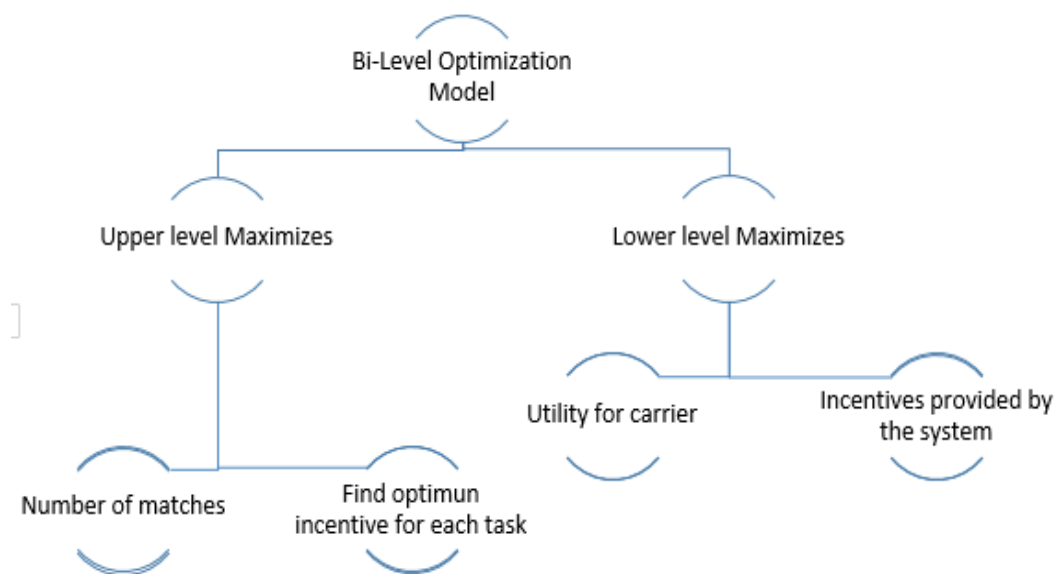 Bi-Level Optimization
Model
Upper level Maximizes
Lower level Maximizes
Utility for carrier
Incentives provided by
the system
Number of matches
Find optimun
incentive for each task